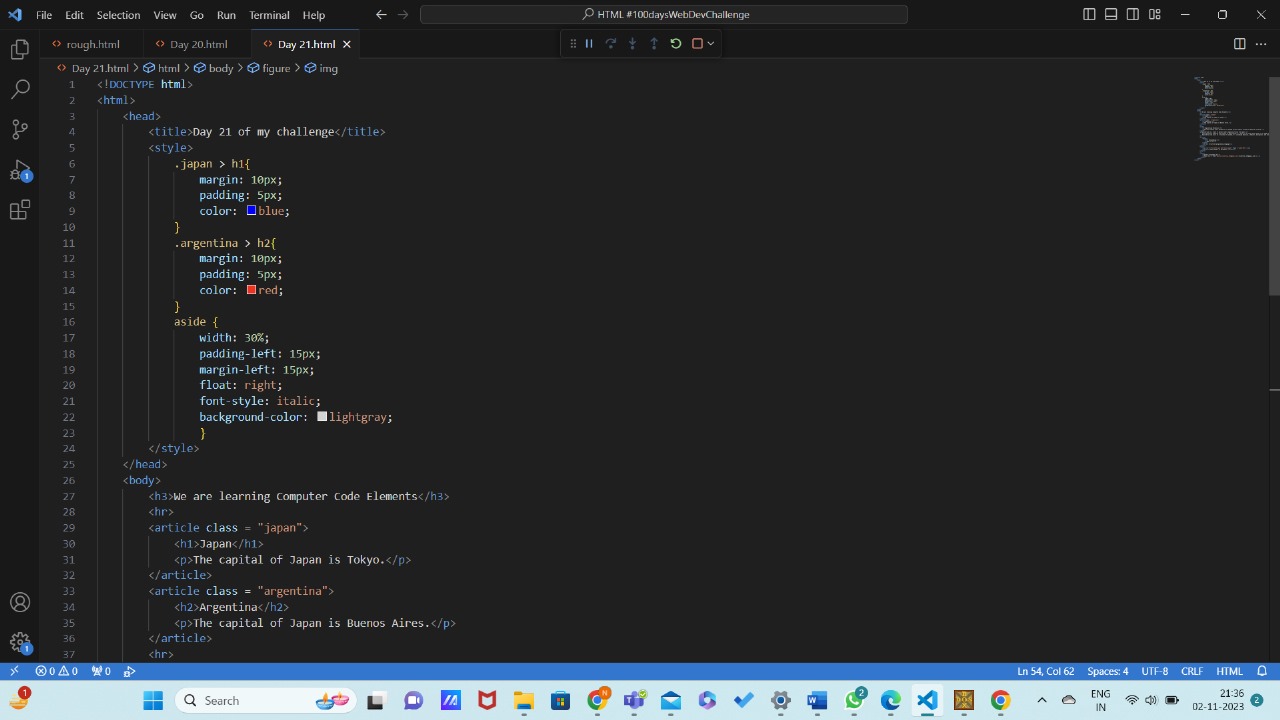 File Edit Selection View Go Run Terminal Help
HTML #100daysWebDevChallenge
rough.html Day 20.html Day 21.html
Day 21.html > html > body > figure > img
1 <!DOCTYPE html>
2 <html>
3 <head>
4 <title>Day 21 of my challenge</title>
5 <style>
6 .japan > h1{
7 margin: 10px;
8 padding: 5px;
9 color: blue;
10 }
11 .argentina > h2{
12 margin: 10px;
13 padding: 5px;
14 color: red;
15 }
16 aside {
17 width: 30%;
18 padding-left: 15px;
19 margin-left: 15px;
20 float: right;
21 font-style: italic;
22 background-color: lightgray;
23 }
24 </style>
25 </head>
26 <body>
27 <h3>We are learning Computer Code Elements</h3>
28 <hr>
29 <article class = "japan">
30 <h1>Japan</h1>
31 <p>The capital of Japan is Tokyo.</p>
32 </article>
33 <article class = "argentina">
34 <h2>Argentina</h2>
35 <p>The capital of Japan is Buenos Aires.</p>
36 </article>
37 <hr>
1
1
0 0 0 Ln 54, Col 62 Spaces: 4 UTF-8 CRLF HTML
1 Search N 2 ENG 21:36
IN 02-11-2023 2